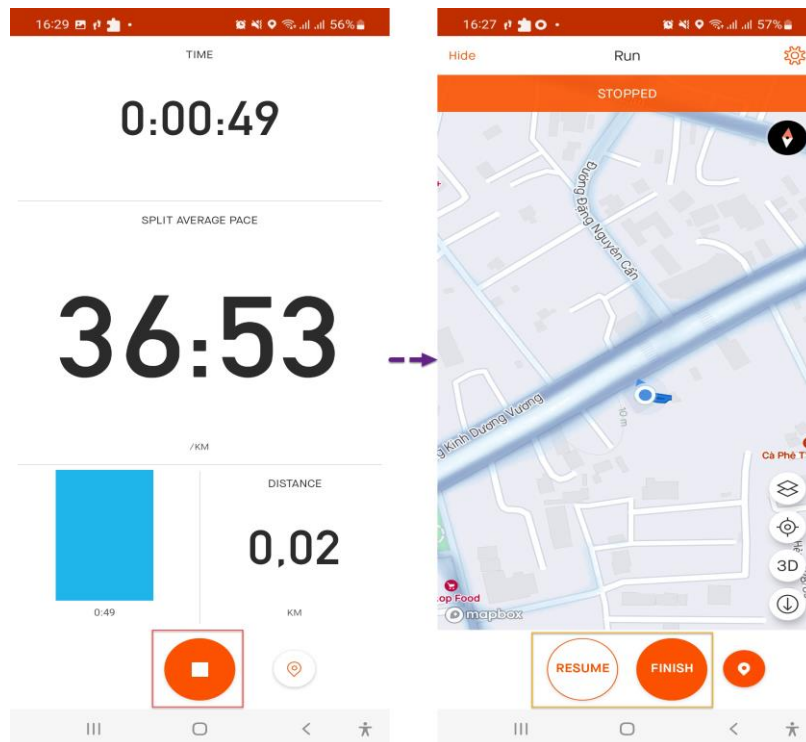 16:29
56%
TIME
0:00:49
SPLIT AVERAGE PACE
36:53
/KM
0:49
DISTANCE
0,02
KM
16:27
57%
Hide
Run
STOPPED
Đường Đặng Nguyên Cẩn
Kinh Dương Vương
10 m
Cà Phê T
op Food
mapbox
3D
RESUME
FINISH